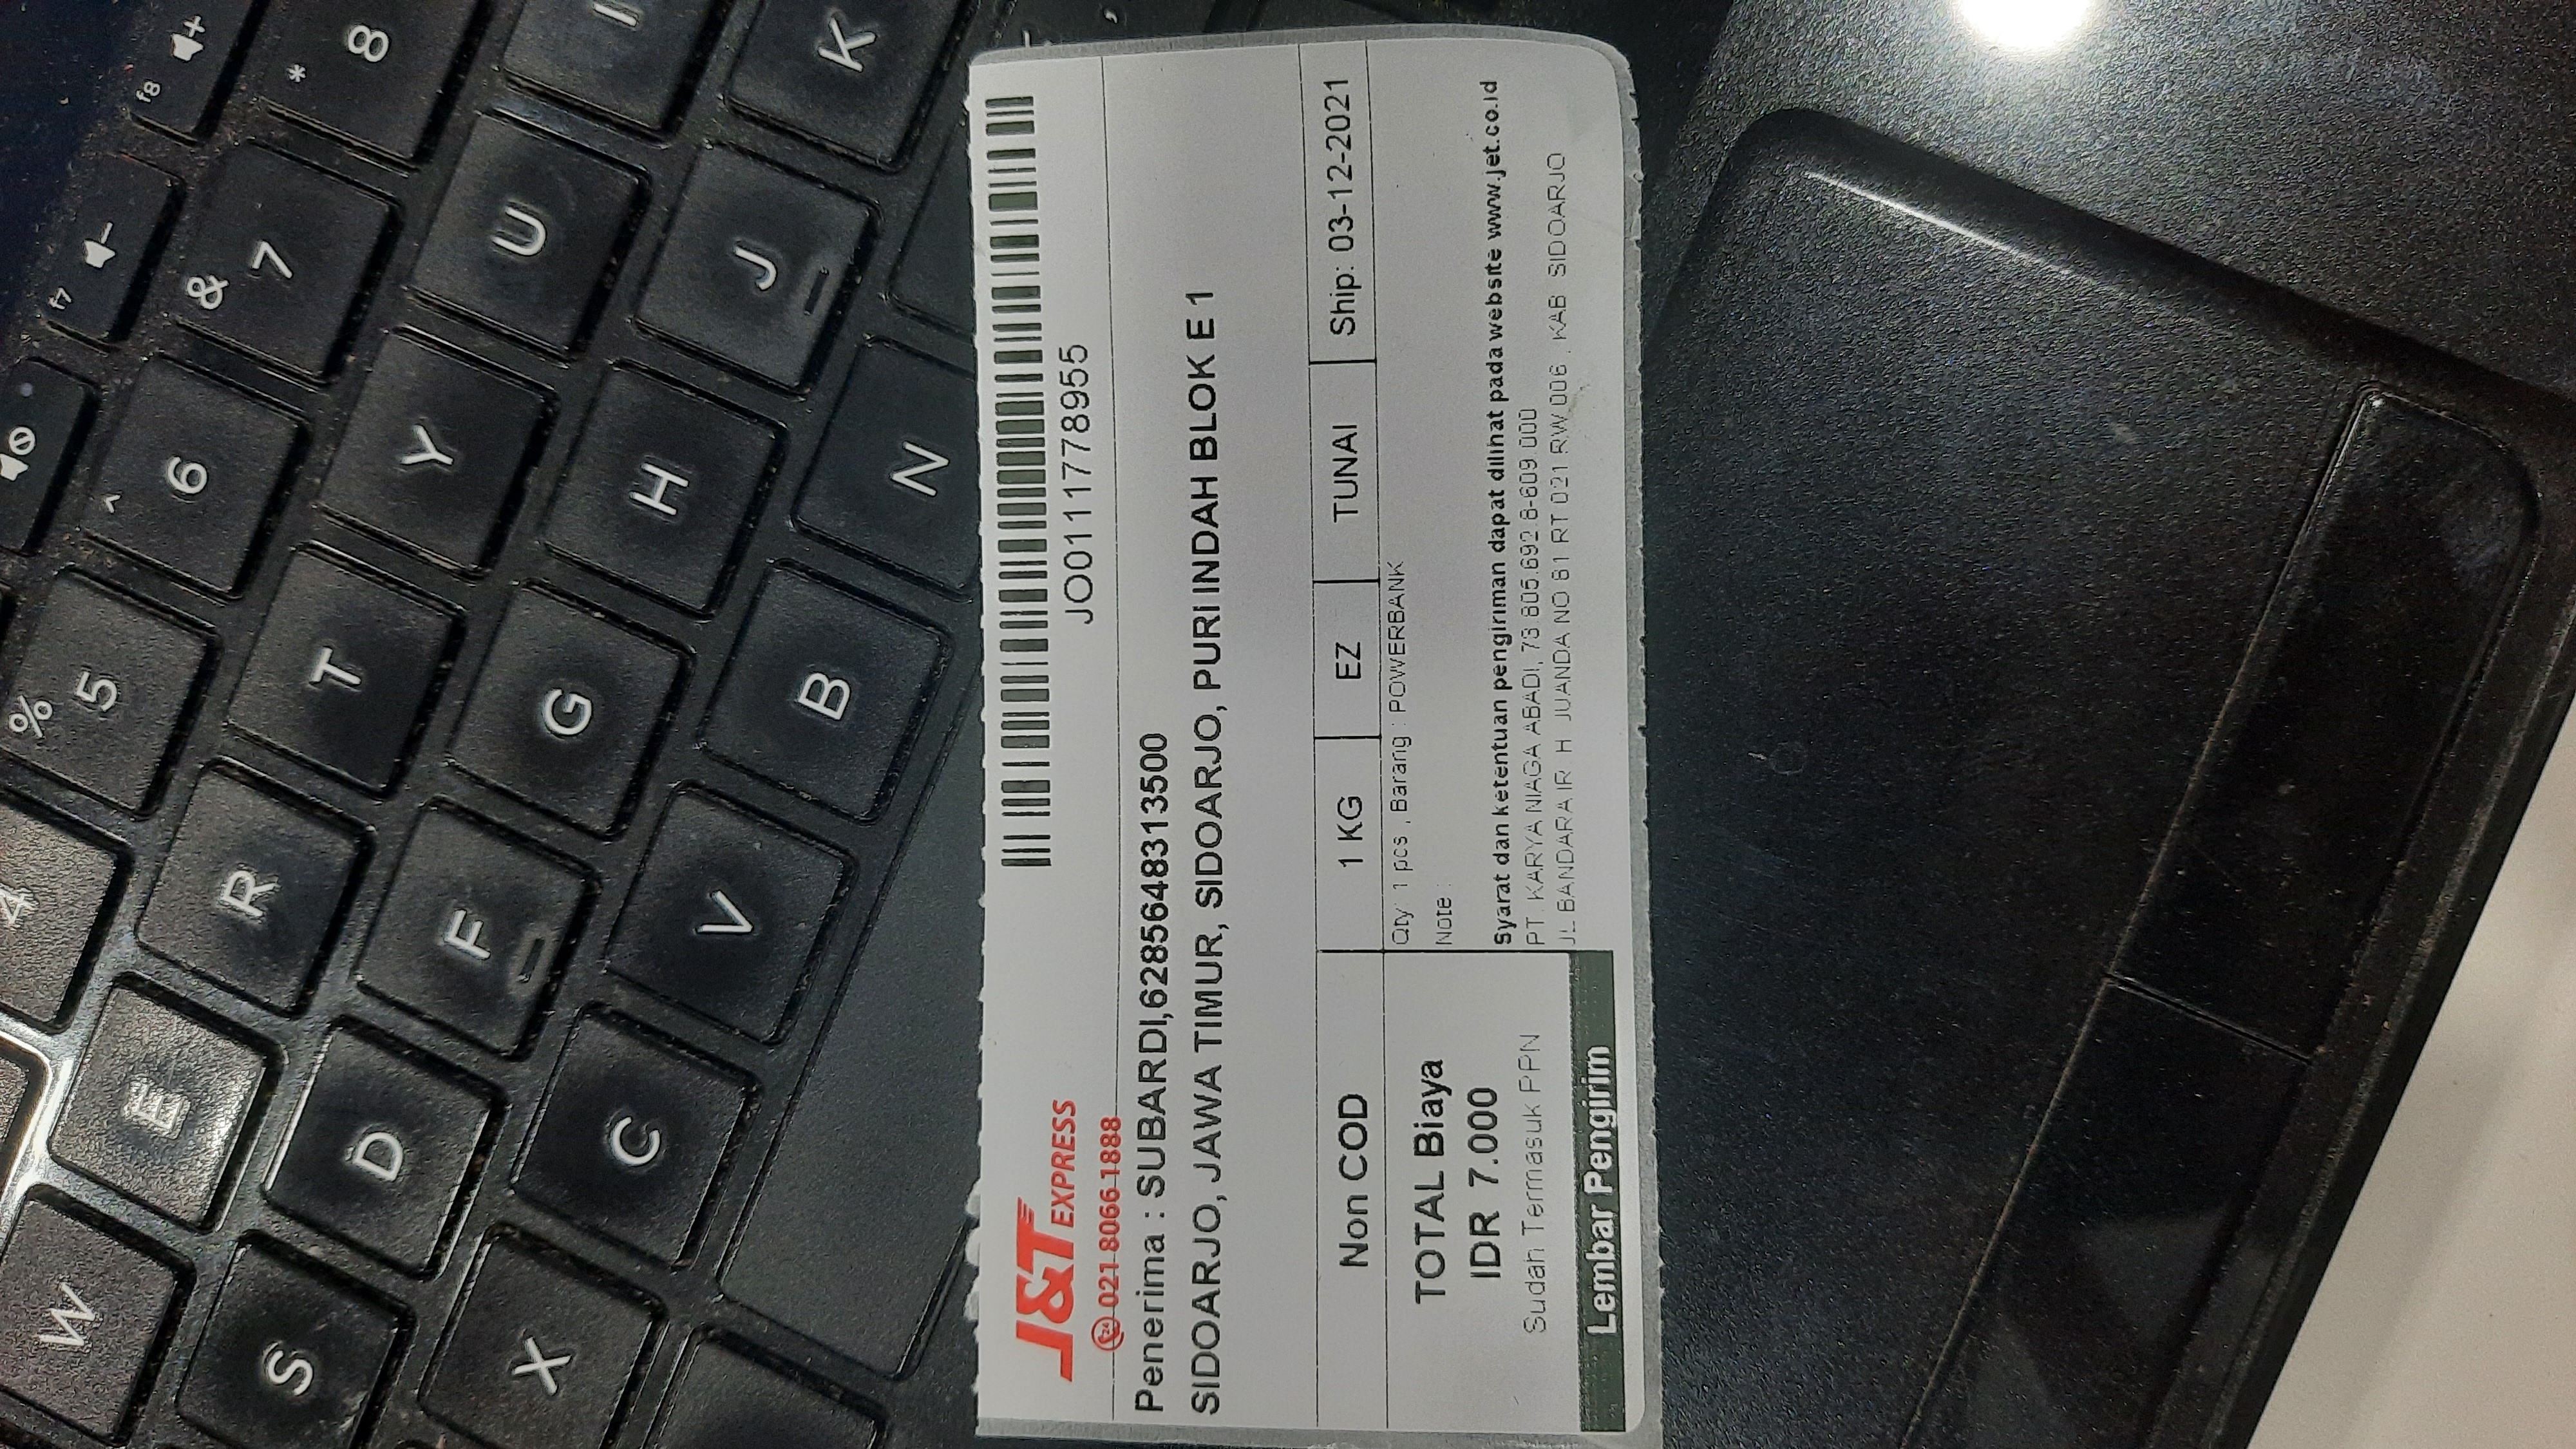 4
% 5
^ 6
f7
f8
& 7
* 8
W E R T Y U I
S D F G H J K
X C V B N
J&T EXPRESS
JO0111778955
24 021 8066 1888
Penerima : SUBARDI,6285648313500
SIDOARJO, JAWA TIMUR, SIDOARJO, PURI INDAH BLOK E 1
Non COD 1 KG EZ TUNAI Ship: 03-12-2021
TOTAL Biaya
IDR 7.000
Sudah Termasuk PPN
Lembar Pengirim
Qty: 1 pcs , Barang : POWERBANK
Note :
Syarat dan ketentuan pengiriman dapat dilihat pada website www.jet.co.id
PT. KARYA NIAGA ABADI, 73.805.692.8-609.000
JL. BANDARA IR. H. JUANDA NO 81 RT 021 RW 006 , KAB. SIDOARJO